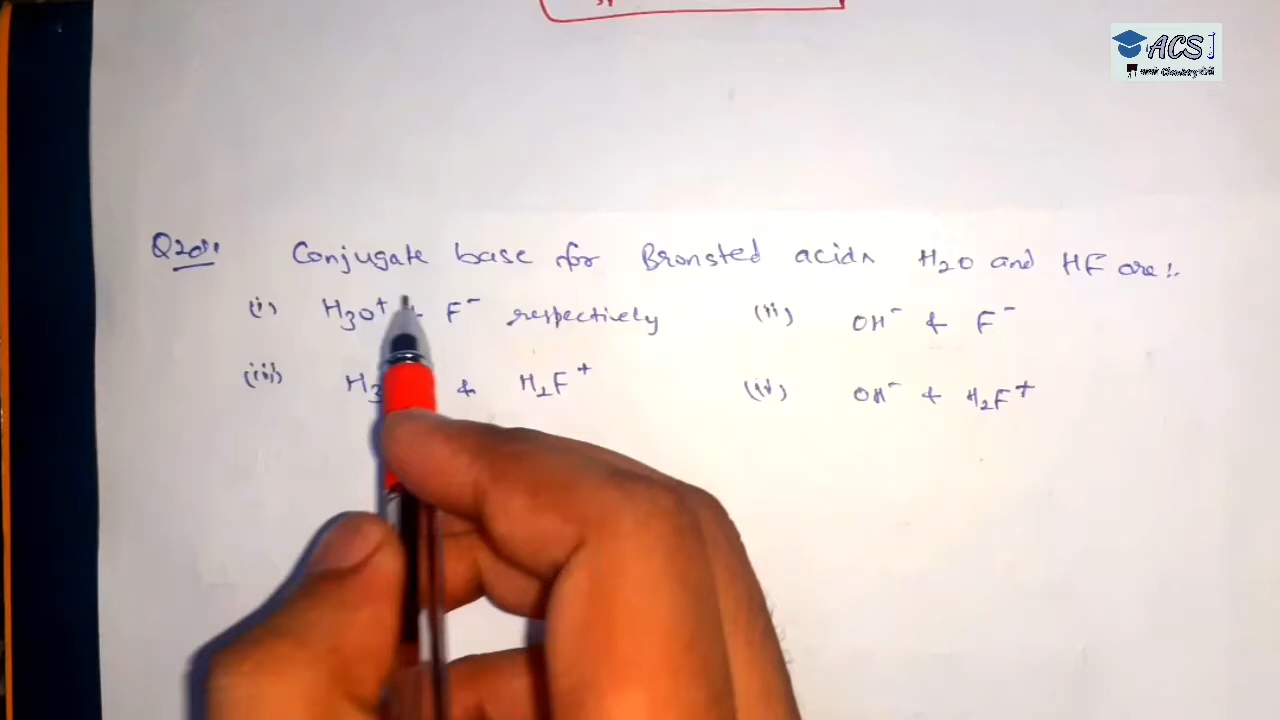 ACS
Q20:. Conjugate base for Bronsted acids H2O and HF are:.
(i) H3O+ & F- respectively (ii) OH- & F-
(iii) H3 & H2F+ (iv) OH- & H2F+